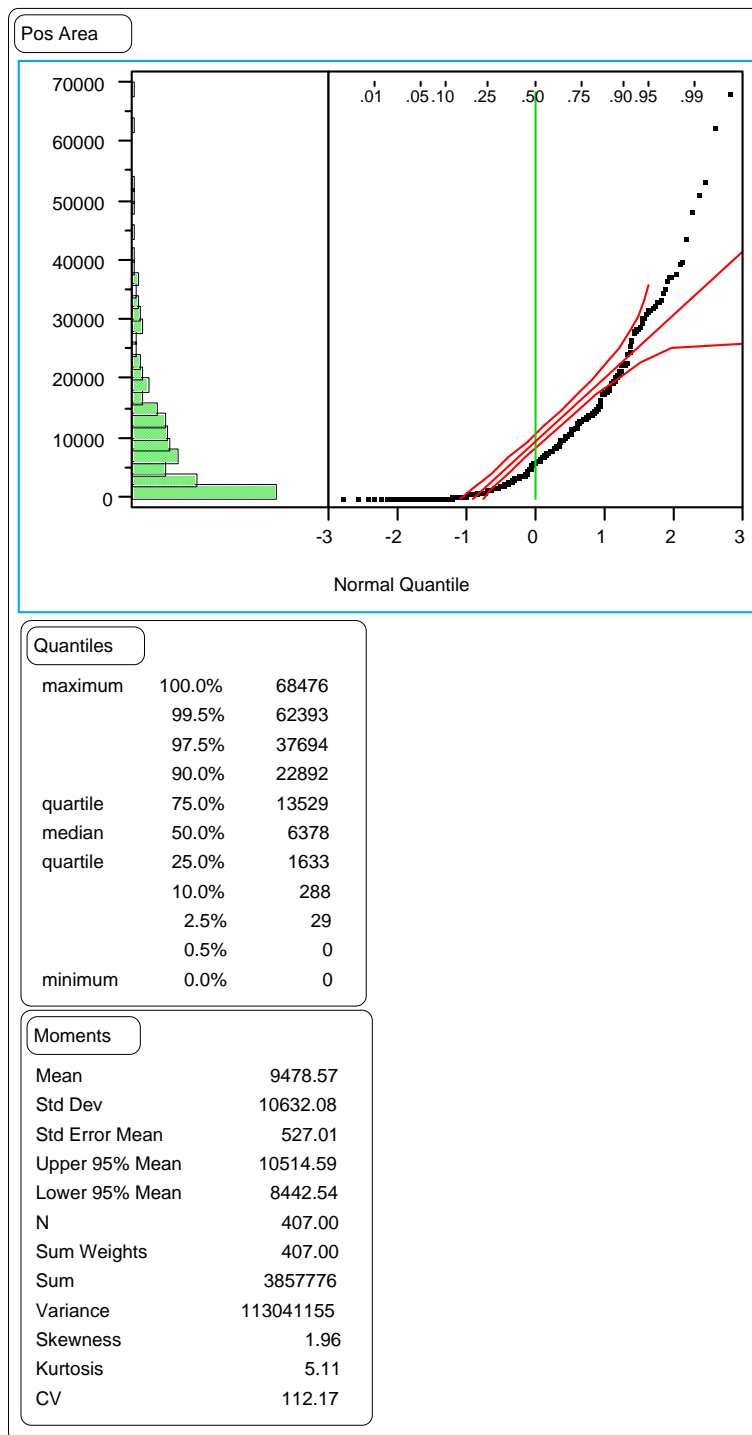 Pos Area
70000
60000
50000
40000
30000
20000
10000
0
.01 .05 .10 .25 .50 .75 .90 .95 .99
-3 -2 -1 0 1 2 3
Normal Quantile
Quantiles
maximum 100.0% 68476
99.5% 62393
97.5% 37694
90.0% 22892
quartile 75.0% 13529
median 50.0% 6378
quartile 25.0% 1633
10.0% 288
2.5% 29
0.5% 0
minimum 0.0% 0
Moments
Mean 9478.57
Std Dev 10632.08
Std Error Mean 527.01
Upper 95% Mean 10514.59
Lower 95% Mean 8442.54
N 407.00
Sum Weights 407.00
Sum 3857776
Variance 113041155
Skewness 1.96
Kurtosis 5.11
CV 112.17